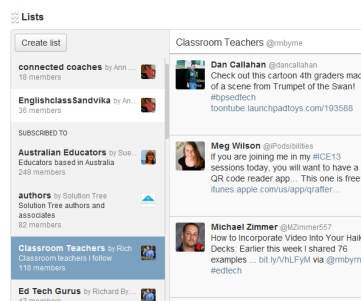 Lists
Create list
connected coaches by Ann ...
18 members
EnglishclassSandvika by An...
36 members
SUBSCRIBED TO
Australian Educators by Sue...
Educators based in Australia
249 members
authors by Solution Tree
Solution Tree authors and
associates
82 members
Classroom Teachers by Rich
Classroom teachers I follow
118 members
Ed Tech Gurus by Richard By...
47 members
Classroom Teachers @rmbyrne
Dan Callahan @dancallahan
Check out this cartoon 4th graders mad
of a scene from Trumpet of the Swan!
#bpsedtech
toontube.launchpadtoys.com/193588
Meg Wilson @iPodsibilities
If you are joining me in my #ICE13
sessions today, you will want to have a
QR code reader app... This one is free
itunes.apple.com/us/app/qrafter...
Michael Zimmer @MZimmer557
How to Incorporate Video Into Your Haik
Decks: Earlier this week I shared 76
examples ... bit.ly/VhLFyM via @rmbyrn
#edtech